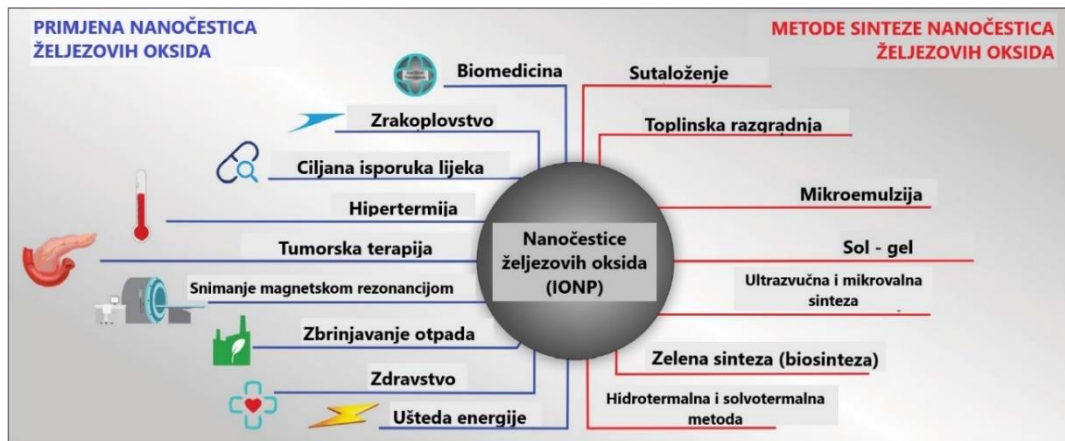 PRIMJENA NANOČESTICA
ŽELJEZOVIH OKSIDA
METODE SINTEZE NANOČESTICA
ŽELJEZOVIH OKSIDA
Biomedicina
Zrakoplovstvo
Ciljana isporuka lijeka
Hipertermija
Tumorska terapija
Snimanje magnetskom rezonancijom
Zbrinjavanje otpada
Zdravstvo
Ušteda energije
Nanočestice
željezovih oksida
(IONP)
Sutaloženje
Toplinska razgradnja
Mikroemulzija
Sol - gel
Ultrazvučna i mikrovalna
sinteza
Zelena sinteza (biosinteza)
Hidrotermalna i solvotermalna
metoda